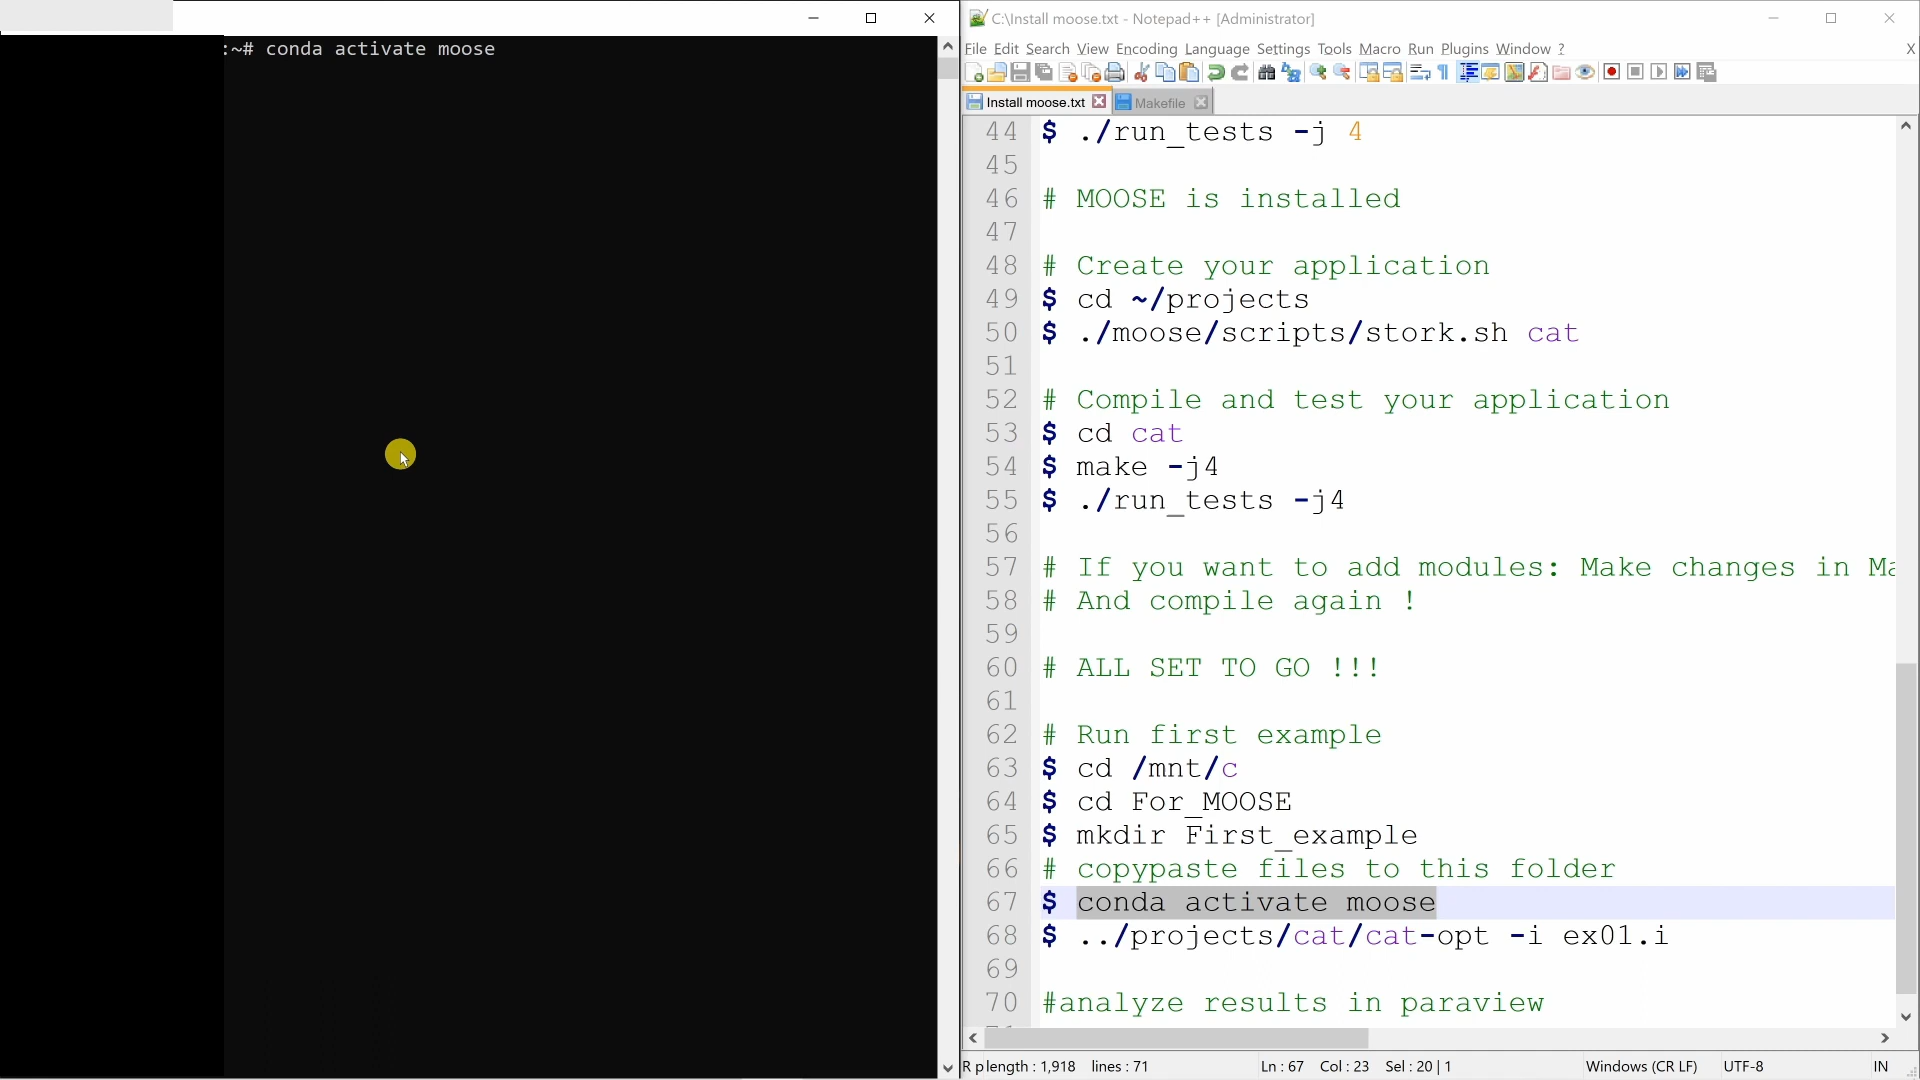 :~# conda activate moose
C:\Install moose.txt - Notepad++ [Administrator]
File Edit Search View Encoding Language Settings Tools Macro Run Plugins Window ? X
Install moose.txt Makefile
44 $ ./run_tests -j 4
45
46 # MOOSE is installed
47
48 # Create your application
49 $ cd ~/projects
50 $ ./moose/scripts/stork.sh cat
51
52 # Compile and test your application
53 $ cd cat
54 $ make -j4
55 $ ./run_tests -j4
56
57 # If you want to add modules: Make changes in Ma
58 # And compile again !
59
60 # ALL SET TO GO !!!
61
62 # Run first example
63 $ cd /mnt/c
64 $ cd For_MOOSE
65 $ mkdir First_example
66 # copypaste files to this folder
67 $ conda activate moose
68 $ ../projects/cat/cat-opt -i ex01.i
69
70 #analyze results in paraview
R p length : 1,918 lines : 71 Ln : 67 Col : 23 Sel : 20 | 1 Windows (CR LF) UTF-8 IN